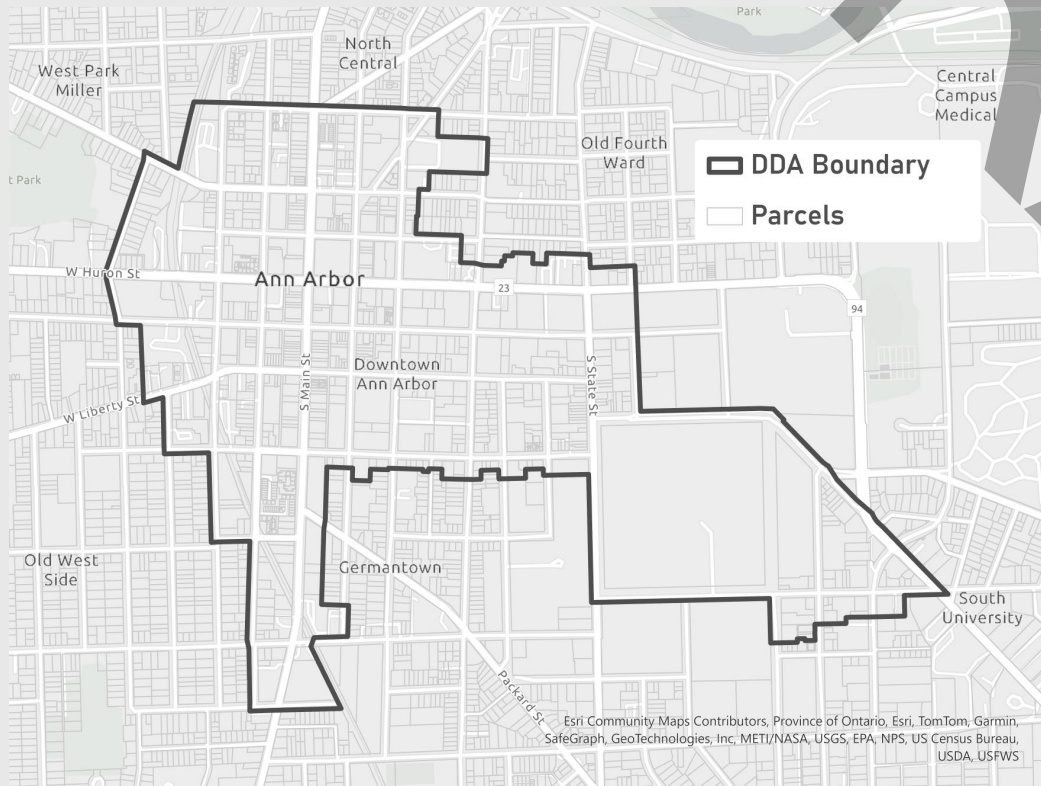 Park
North
Central
West Park
Miller
Central
Campus
Medical
Old Fourth
Ward
DDA Boundary
t Park
Parcels
W Huron St
Ann Arbor
23
94
S Main St
Downtown
Ann Arbor
S State St
W Liberty St
Old West
Side
Germantown
South
University
Packard St
Esri Community Maps Contributors, Province of Ontario, Esri, TomTom, Garmin,
SafeGraph, GeoTechnologies, Inc, METI/NASA, USGS, EPA, NPS, US Census Bureau,
USDA, USFWS